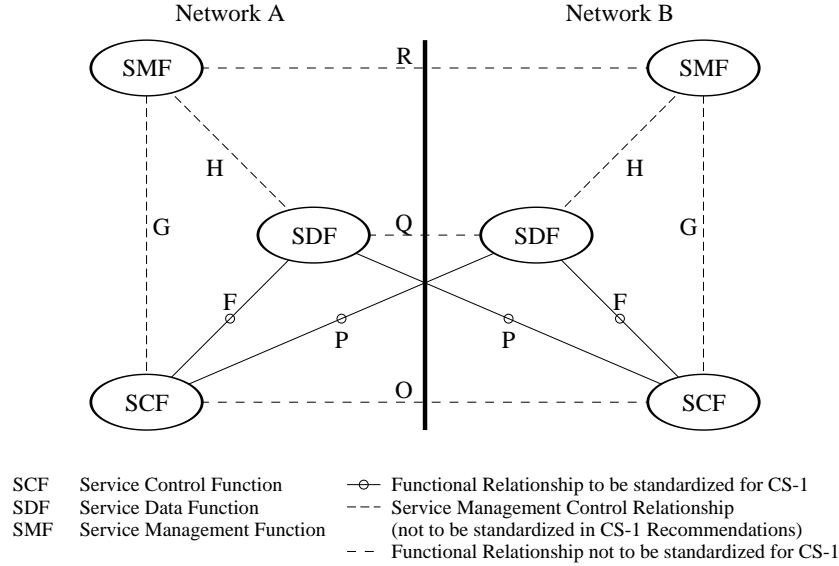 Network A
Network B
SMF
R
SMF
H
H
G
SDF
Q
SDF
G
F
F
P
P
SCF
O
SCF
SCF Service Control Function
SDF Service Data Function
SMF Service Management Function
Functional Relationship to be standardized for CS-1
Service Management Control Relationship
(not to be standardized in CS-1 Recommendations)
Functional Relationship not to be standardized for CS-1